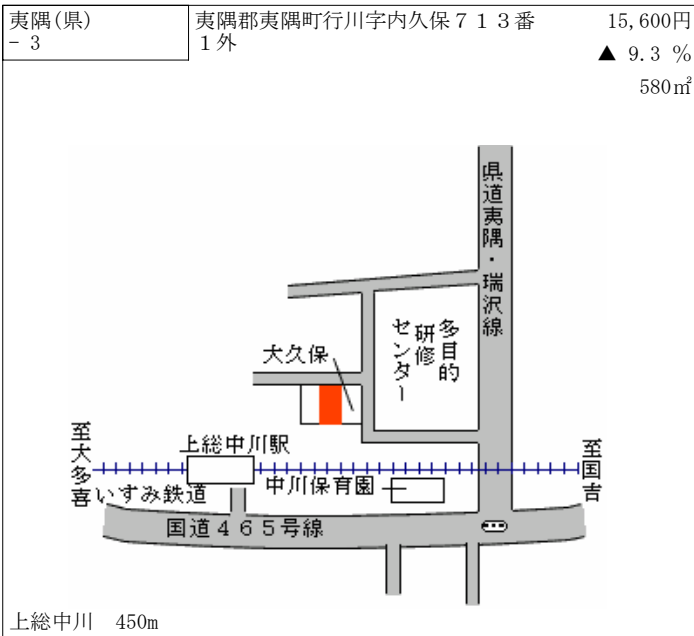 夷隅(県)
－ 3
夷隅郡夷隅町行川字内久保７１３番
１外
15,600円
▲ 9.3 %
580㎡
県道夷隅・瑞沢線
多目的
研修
センター
大久保
至大多喜
上総中川駅
至国吉
いすみ鉄道
中川保育園
国道４６５号線
上総中川　450m